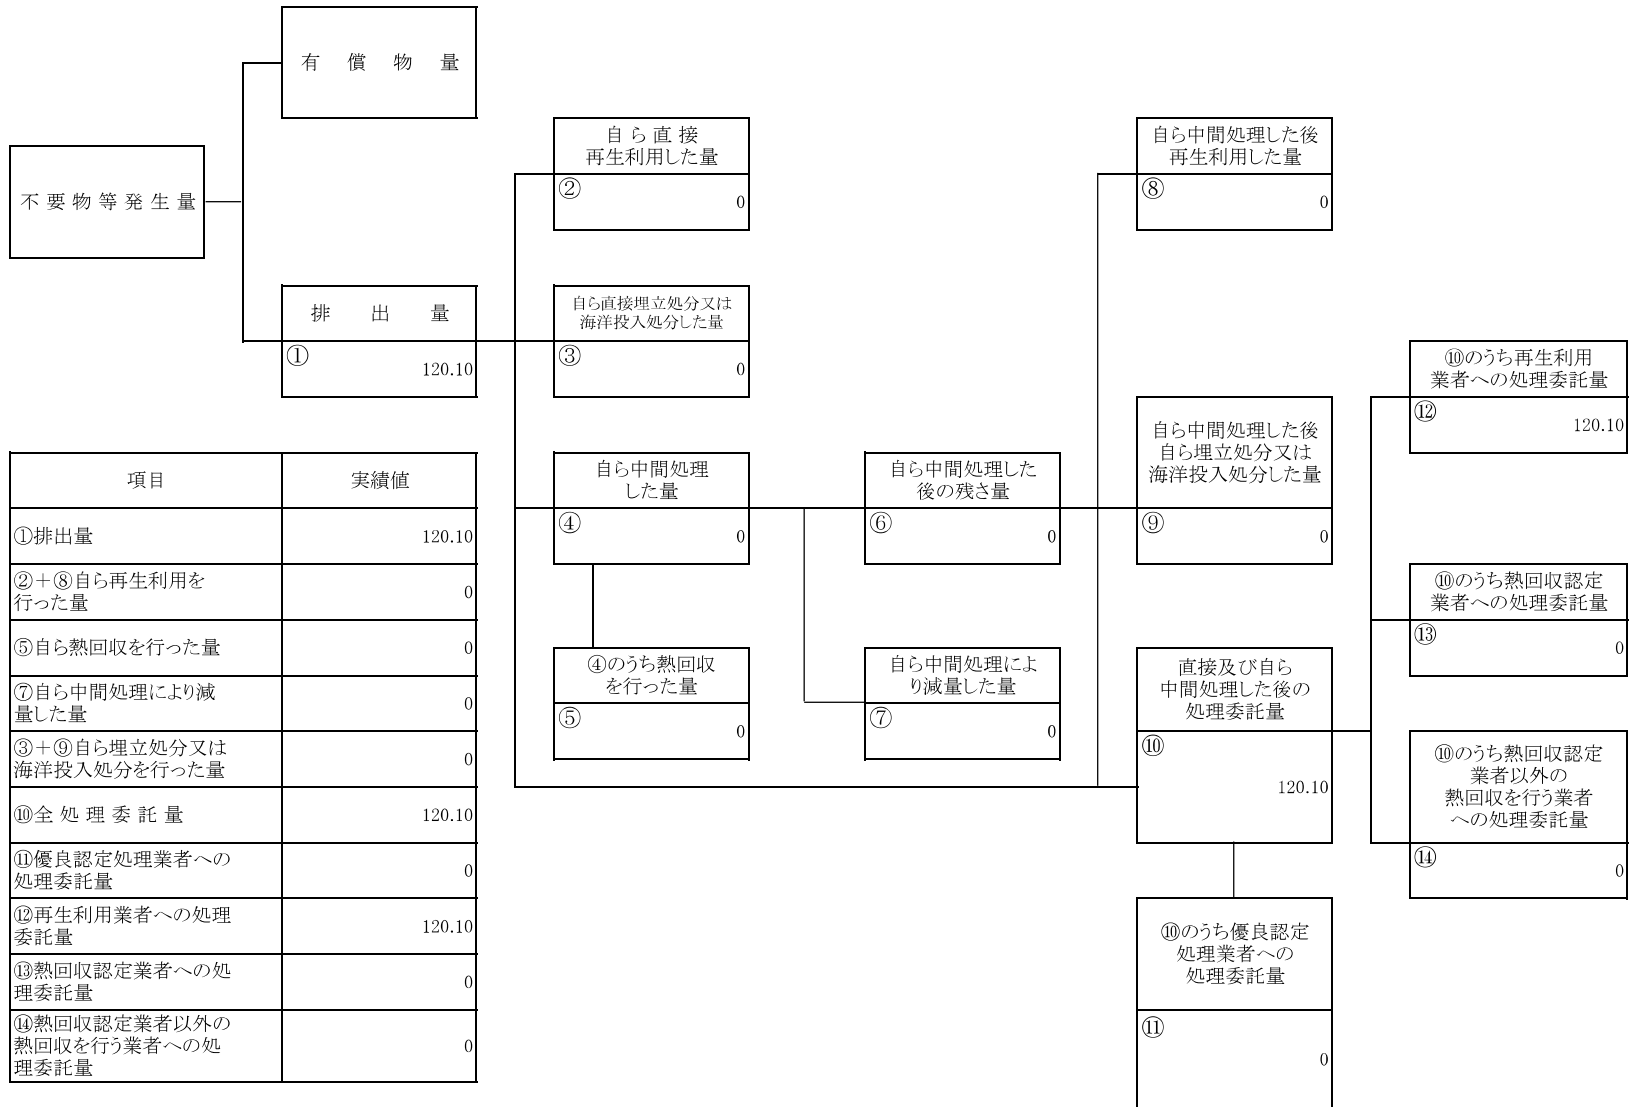 有 償 物 量
不要物等発生量
排 出 量
①
120.10
自ら直接
再生利用した量
②
0
自ら直接埋立処分又は
海洋投入処分した量
③
0
自ら中間処理
した量
④
0
④のうち熱回収
を行った量
⑤
0
自ら中間処理した
後の残さ量
⑥
0
自ら中間処理によ
り減量した量
⑦
0
自ら中間処理した後
再生利用した量
⑧
0
自ら中間処理した後
自ら埋立処分又は
海洋投入処分した量
⑨
0
直接及び自ら
中間処理した後の
処理委託量
⑩
120.10
⑩のうち優良認定
処理業者への
処理委託量
⑪
0
⑩のうち再生利用
業者への処理委託量
⑫
120.10
⑩のうち熱回収認定
業者への処理委託量
⑬
0
⑩のうち熱回収認定
業者以外の
熱回収を行う業者
への処理委託量
⑭
0
項目 実績値
①排出量 120.10
②＋⑧自ら再生利用を
行った量
0
⑤自ら熱回収を行った量 0
⑦自ら中間処理により減
量した量
0
③＋⑨自ら埋立処分又は
海洋投入処分を行った量
0
⑩全処理委託量 120.10
⑪優良認定処理業者への
処理委託量
0
⑫再生利用業者への処理
委託量
120.10
⑬熱回収認定業者への処
理委託量
0
⑭熱回収認定業者以外の
熱回収を行う業者への処
理委託量
0